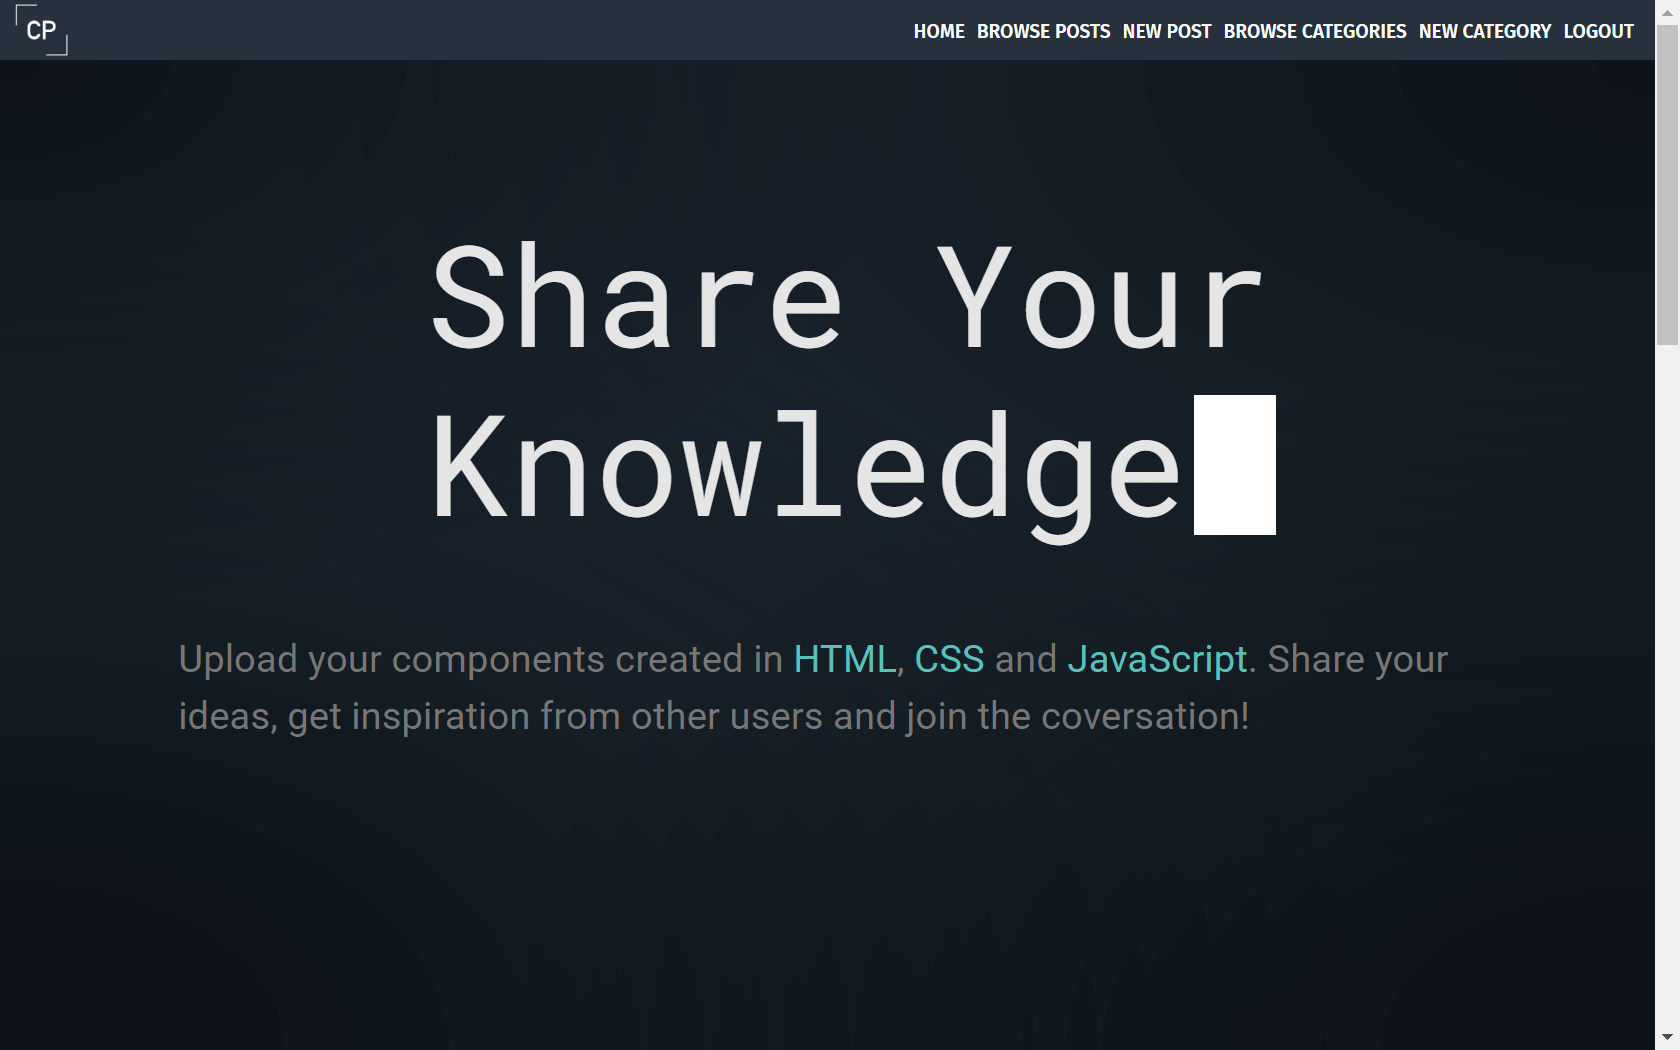 CP
HOME BROWSE POSTS NEW POST BROWSE CATEGORIES NEW CATEGORY LOGOUT
Share Your
Knowledge
Upload your components created in HTML, CSS and JavaScript. Share your
ideas, get inspiration from other users and join the coversation!